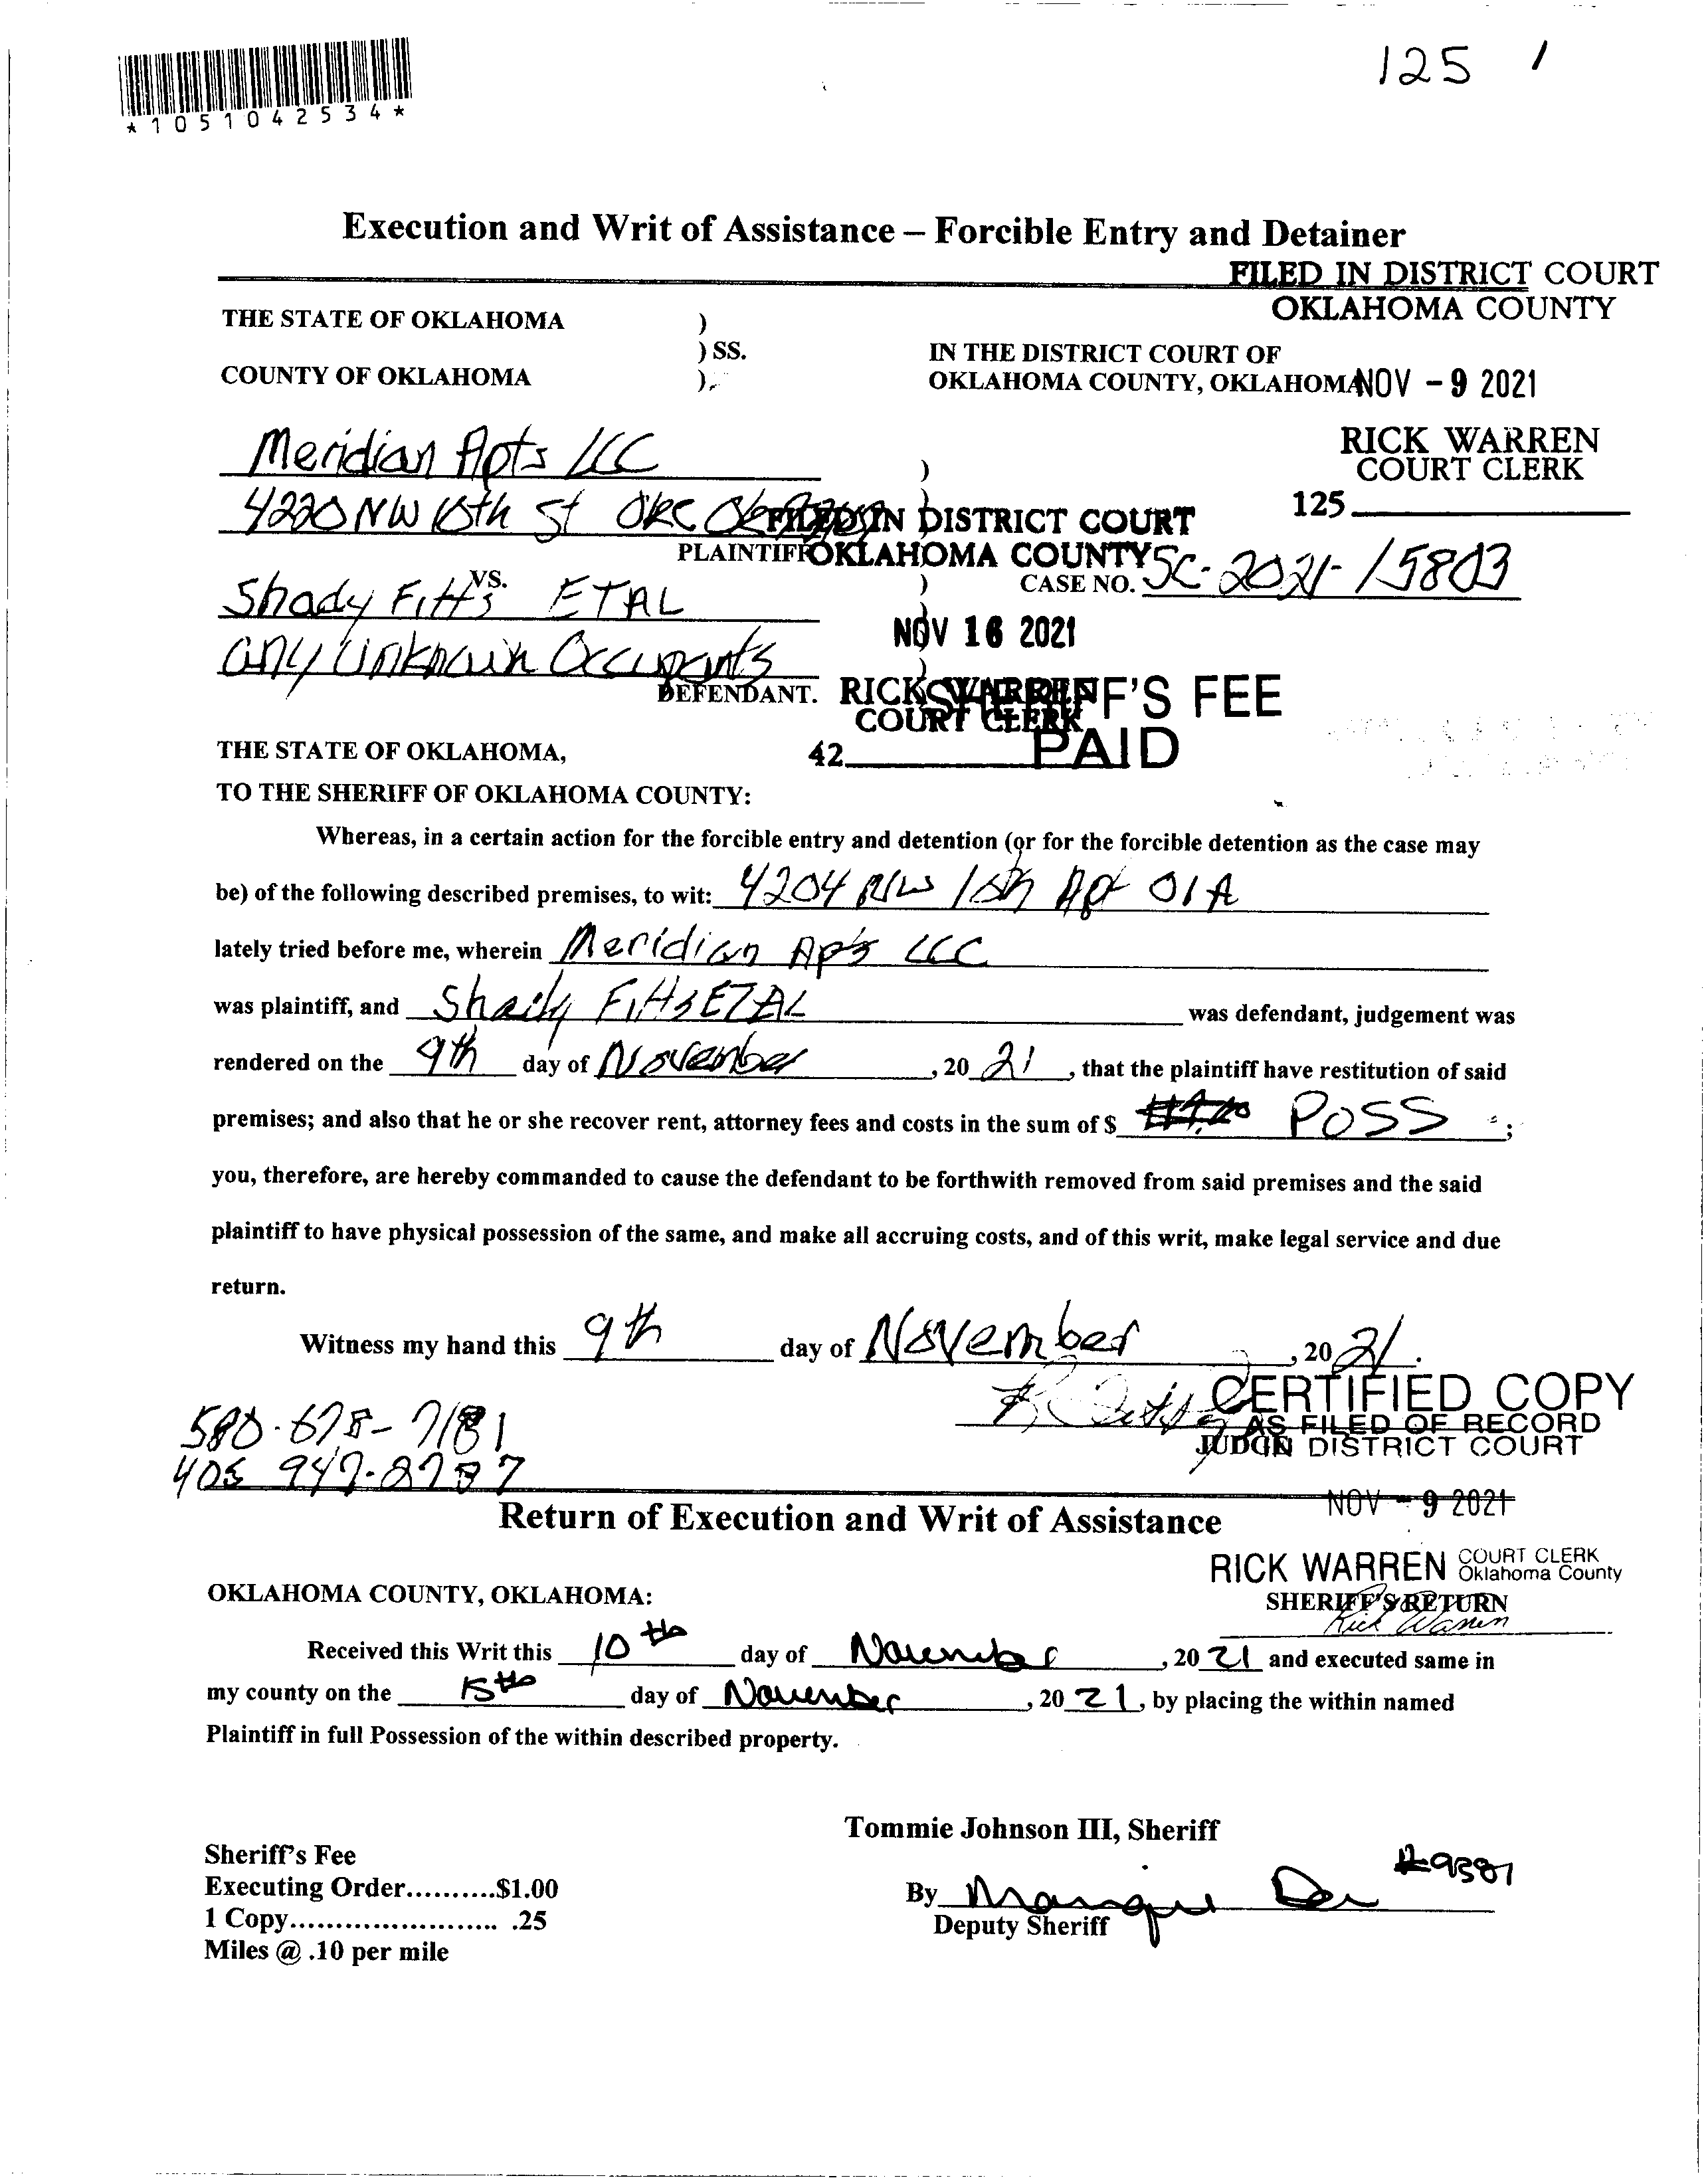 125 1
*1051042534*
Execution and Writ of Assistance – Forcible Entry and Detainer
FILED IN DISTRICT COURT
OKLAHOMA COUNTY
THE STATE OF OKLAHOMA )
) SS.
COUNTY OF OKLAHOMA )
IN THE DISTRICT COURT OF
OKLAHOMA COUNTY, OKLAHOMA
NOV - 9 2021
RICK WARREN
COURT CLERK
125
Meridian Apts LLC )
4220 NW 10th St OKC
PLAINTIFF
FILED IN DISTRICT COURT
OKLAHOMA COUNTY
VS. ) CASE NO. SC-2021-15803
Shady Fitts ETAL
NOV 16 2021
any unknown Occupants
DEFENDANT.
RICK WARREN
COURT CLERK
42
SHERIFF'S FEE
PAID
THE STATE OF OKLAHOMA,
TO THE SHERIFF OF OKLAHOMA COUNTY:
Whereas, in a certain action for the forcible entry and detention (or for the forcible detention as the case may
be) of the following described premises, to wit: 4204 NW 10th Apt 01A
lately tried before me, wherein Meridian Apts LLC
was plaintiff, and Shady Fitts ETAL was defendant, judgement was
rendered on the 9th day of November, 20 21, that the plaintiff have restitution of said
premises; and also that he or she recover rent, attorney fees and costs in the sum of $ POSS ;
you, therefore, are hereby commanded to cause the defendant to be forthwith removed from said premises and the said
plaintiff to have physical possession of the same, and make all accruing costs, and of this writ, make legal service and due
return.
Witness my hand this 9th day of November, 20 21.
CERTIFIED COPY
AS FILED OF RECORD
IN DISTRICT COURT
JUDGE
580-678-7181
405 947-8787
NOV - 9 2021
Return of Execution and Writ of Assistance
RICK WARREN COURT CLERK
Oklahoma County
OKLAHOMA COUNTY, OKLAHOMA:
SHERIFF'S RETURN
Rick Warren
Received this Writ this 10th day of November, 20 21 and executed same in
my county on the 15th day of November, 20 21, by placing the within named
Plaintiff in full Possession of the within described property.
Tommie Johnson III, Sheriff
Sheriff's Fee
Executing Order..........$1.00
1 Copy....................... .25
Miles @ .10 per mile
By
Deputy Sheriff